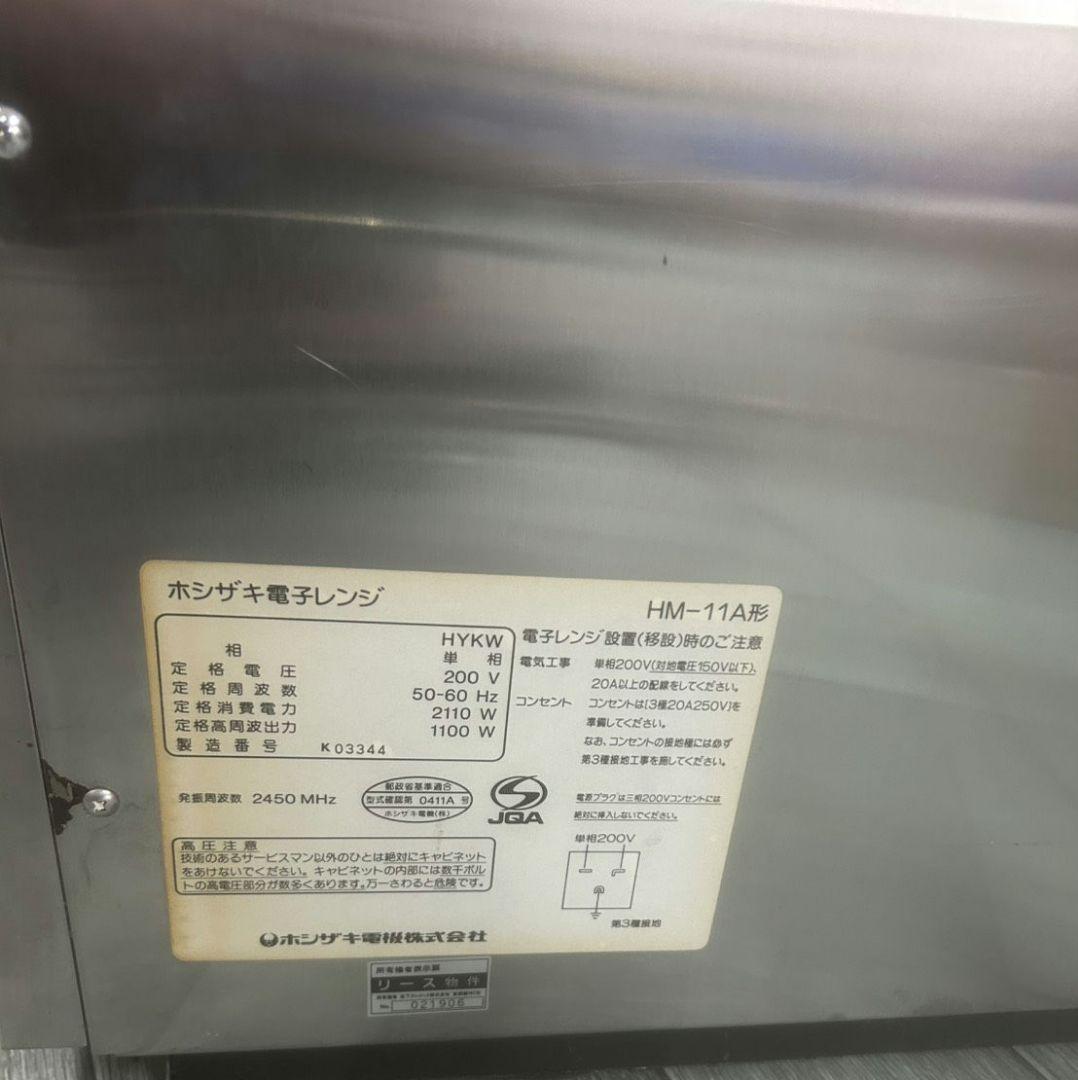 ホシザキ電子レンジ
HM-11A形
HYKW
相 単相
定格電圧 200 V
定格周波数 50-60 Hz
定格消費電力 2110 W
定格高周波出力 1100 W
製造番号 K03344
発振周波数 2450 MHz
郵政省基準適合
型式確認第 0411A 号
ホシザキ電機(株)
JQA
高圧注意
技術のあるサービスマン以外のひとは絶対にキャビネット
をあけないでください。キャビネットの内部には数千ボル
トの高電圧部分が数多くあります。万一さわると危険です。
電子レンジ設置(移設)時のご注意
電気工事 単相200V(対地電圧150V以下)、
20A以上の配線をしてください。
コンセント コンセントは[3種20A250V]を
準備してください。
なお、コンセントの接地極には必ず
第3種接地工事を施してください。
電源プラグは三相200Vコンセントには
絶対に挿入しないでください。
単相200V
第3種接地
ホシザキ電機株式会社
リース物件
No. 021906